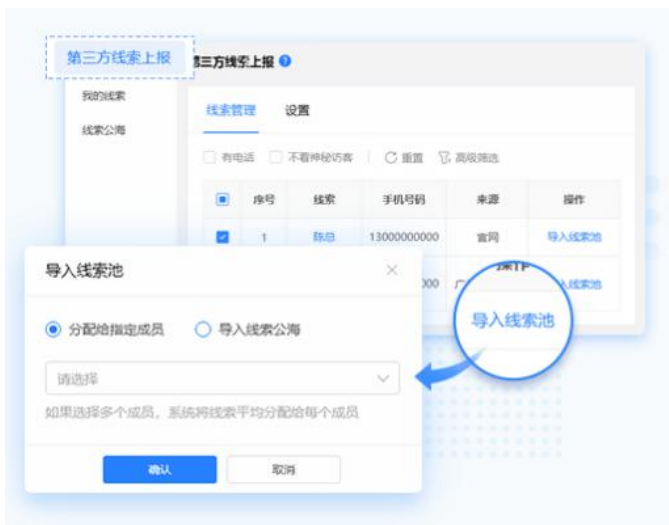 第三方线索上报
第三方线索上报 ?
我的线索
线索公海
线索管理 设置
有电话 不看神秘访客 重置 高级筛选
序号 线索 手机号码 来源 操作
1 陈总 13000000000 官网 导入线索池
000 广 入线索池
操作
导入线索池
导入线索池 ×
分配给指定成员 导入线索公海
请选择
如果选择多个成员，系统将线索平均分配给每个成员
确认 取消